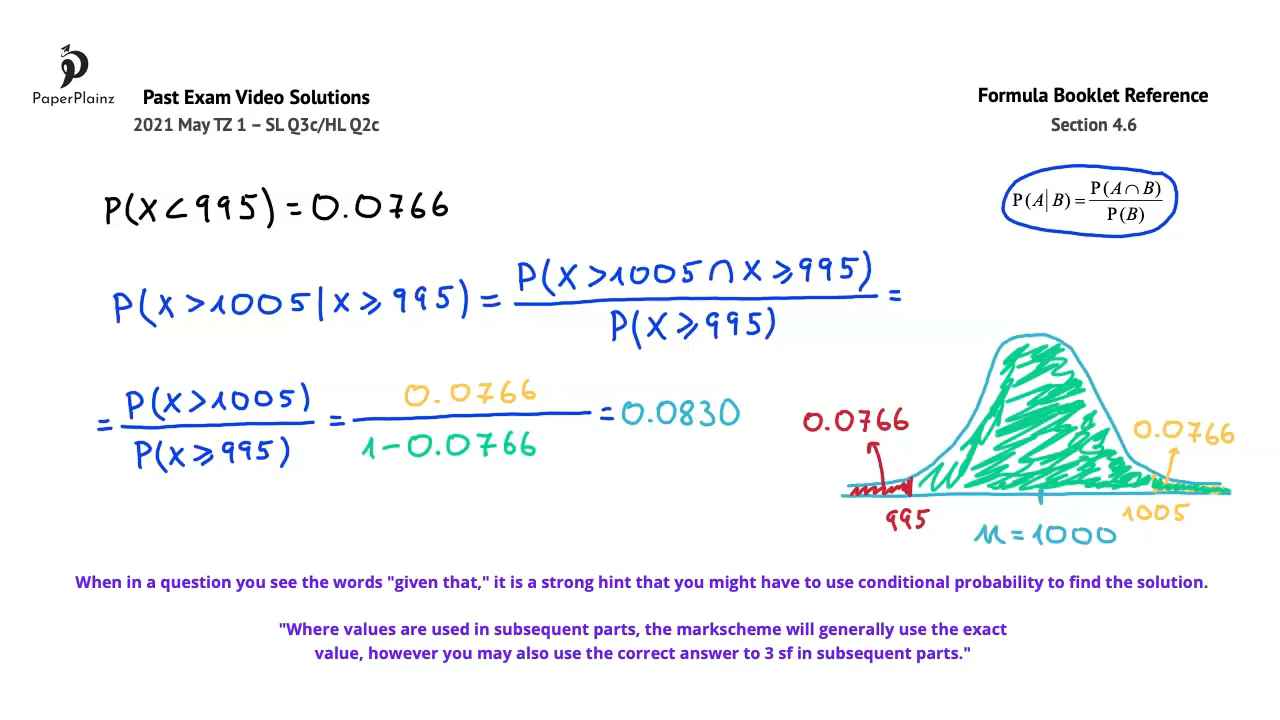 PaperPlainz
Past Exam Video Solutions
2021 May TZ 1 – SL Q3c/HL Q2c
Formula Booklet Reference
Section 4.6
P(A|B) = P(A∩B)/P(B)
P(X<995) = 0.0766
P(X>1005|X⩾995) = P(X>1005∩X⩾995)/P(X⩾995) =
= P(X>1005)/P(X⩾995) = 0.0766/1-0.0766 = 0.0830
0.0766
0.0766
995
1005
μ = 1000
When in a question you see the words "given that," it is a strong hint that you might have to use conditional probability to find the solution.
"Where values are used in subsequent parts, the markscheme will generally use the exact
value, however you may also use the correct answer to 3 sf in subsequent parts."